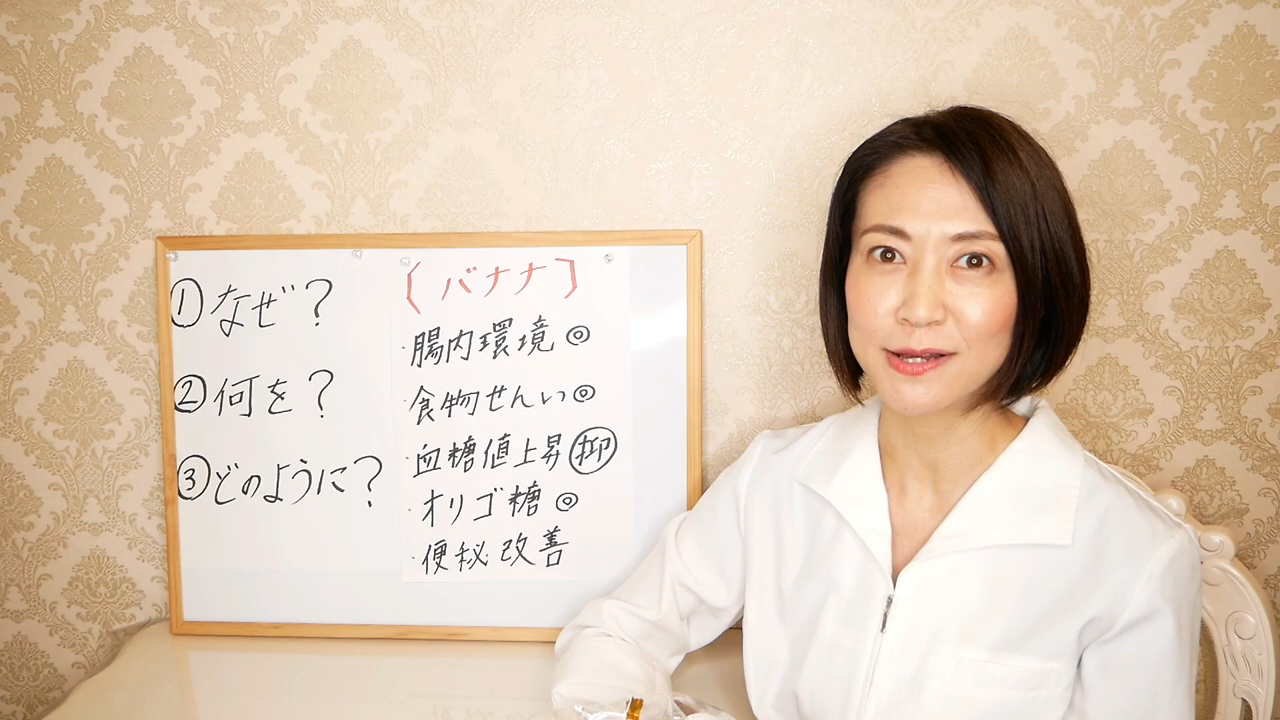 ①なぜ?
②何を?
③どのように?
〔バナナ〕
・腸内環境◎
・食物せんい◎
・血糖値上昇㊣抑
・オリゴ糖◎
・便秘改善